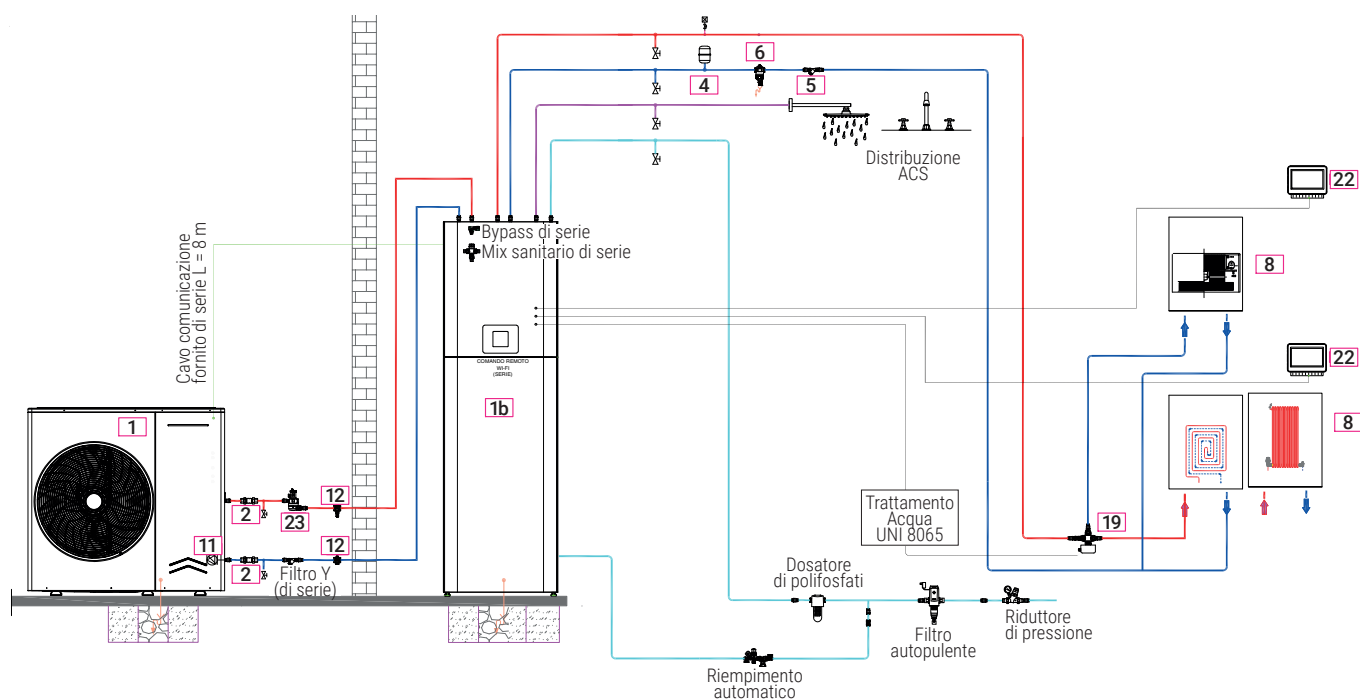 6
4
5
Distribuzione
ACS
22
8
Bypass di serie
Mix sanitario di serie
Cavo comunicazione
fornito di serie L = 8 m
COMANDO REMOTO
WI-FI
(SERIE)
22
1b
8
1
12
2
23
Trattamento
Acqua
UNI 8065
19
11
12
2
Filtro Y
(di serie)
Dosatore
di polifosfati
Filtro
autopulente
Riduttore
di pressione
Riempimento
automatico